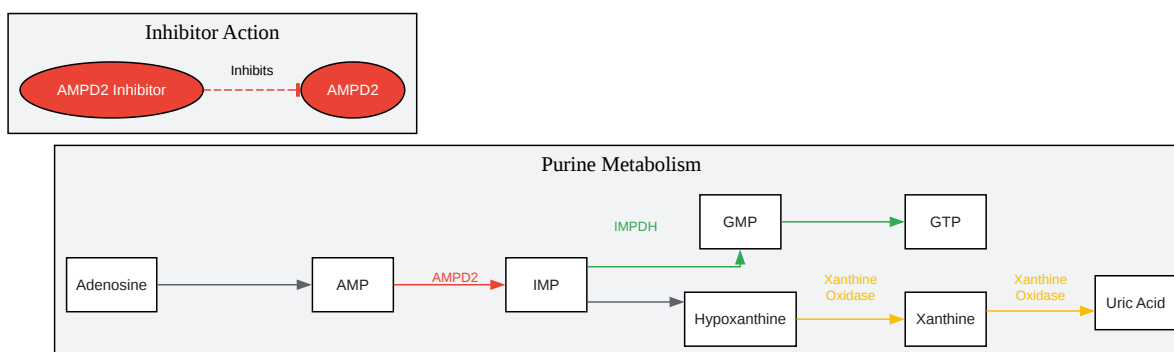 Inhibitor Action
Inhibits
AMPD2 Inhibitor
AMPD2
Purine Metabolism
GMP
GTP
IMPDH
Adenosine
AMP
AMPD2
IMP
Xanthine
Oxidase
Xanthine
Oxidase
Hypoxanthine
Xanthine
Uric Acid